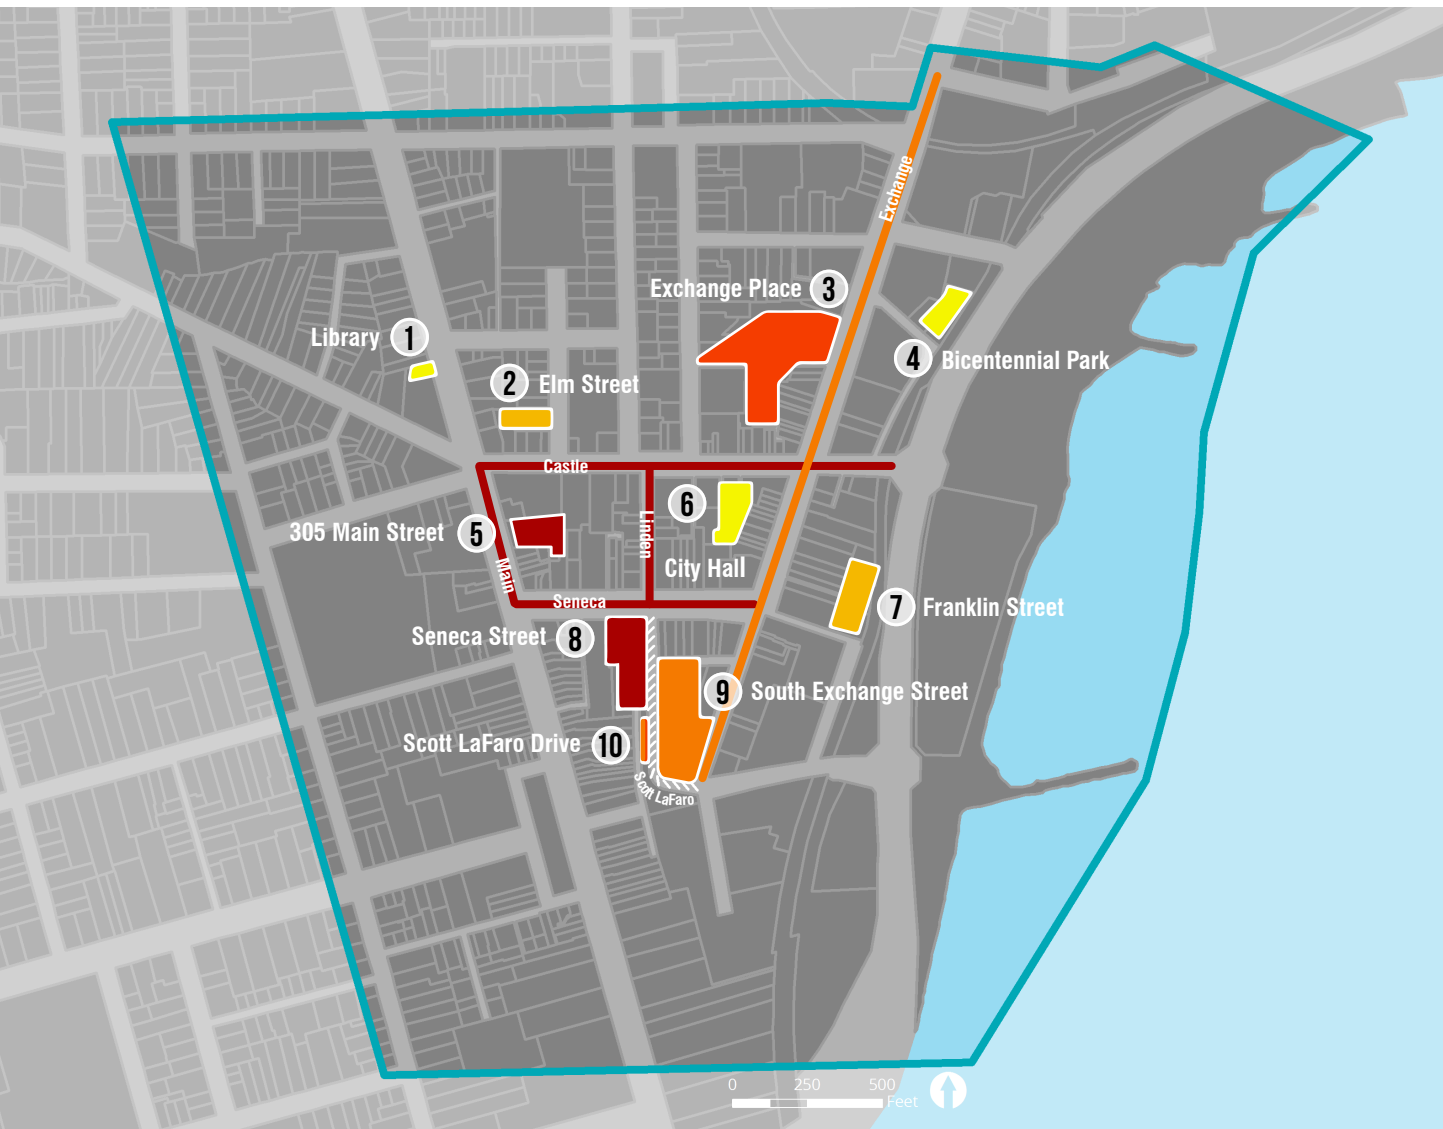 Exchange
Exchange Place 3
Library 1
4 Bicentennial Park
2 Elm Street
Castle
6
305 Main Street 5
Linden
City Hall
Main
Seneca
7 Franklin Street
Seneca Street 8
9 South Exchange Street
Scott LaFaro Drive 10
Scott LaFaro
0 250 500
Feet